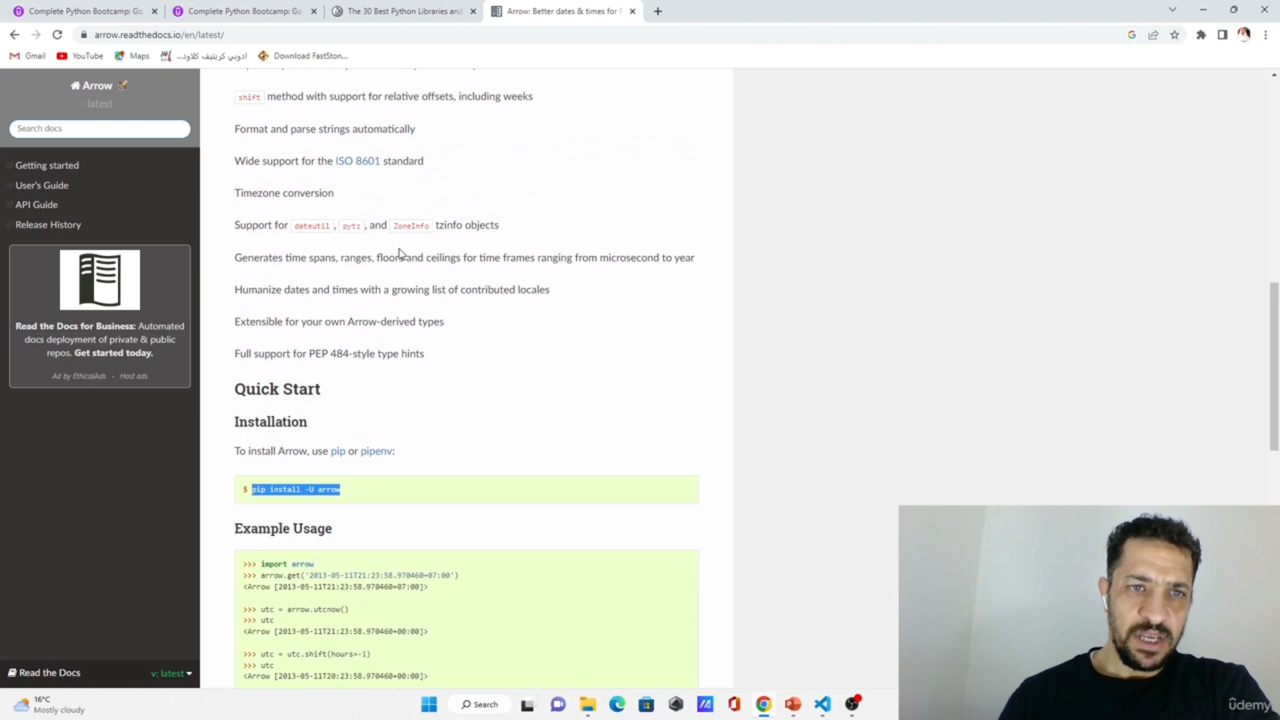 Complete Python Bootcamp: Go
Complete Python Bootcamp: Go
The 30 Best Python Libraries and
Arrow: Better dates & times for P
arrow.readthedocs.io/en/latest/
Gmail
YouTube
Maps
ادوبي كريتيف كلاود...
Download FastSton...
Arrow
latest
Search docs
Getting started
User's Guide
API Guide
Release History
Read the Docs for Business: Automated
docs deployment of private & public
repos. Get started today.
Ad by EthicalAds · Host ads
Read the Docs
v: latest
shift method with support for relative offsets, including weeks
Format and parse strings automatically
Wide support for the ISO 8601 standard
Timezone conversion
Support for dateutil, pytz, and ZoneInfo tzinfo objects
Generates time spans, ranges, floors and ceilings for time frames ranging from microsecond to year
Humanize dates and times with a growing list of contributed locales
Extensible for your own Arrow-derived types
Full support for PEP 484-style type hints
Quick Start
Installation
To install Arrow, use pip or pipenv:
$ pip install -U arrow
Example Usage
>>> import arrow
>>> arrow.get('2013-05-11T21:23:58.970460+07:00')
<Arrow [2013-05-11T21:23:58.970460+07:00]>
>>> utc = arrow.utcnow()
>>> utc
<Arrow [2013-05-11T21:23:58.970460+00:00]>
>>> utc = utc.shift(hours=-1)
>>> utc
<Arrow [2013-05-11T20:23:58.970460+00:00]>
16°C
Mostly cloudy
Search
udemy